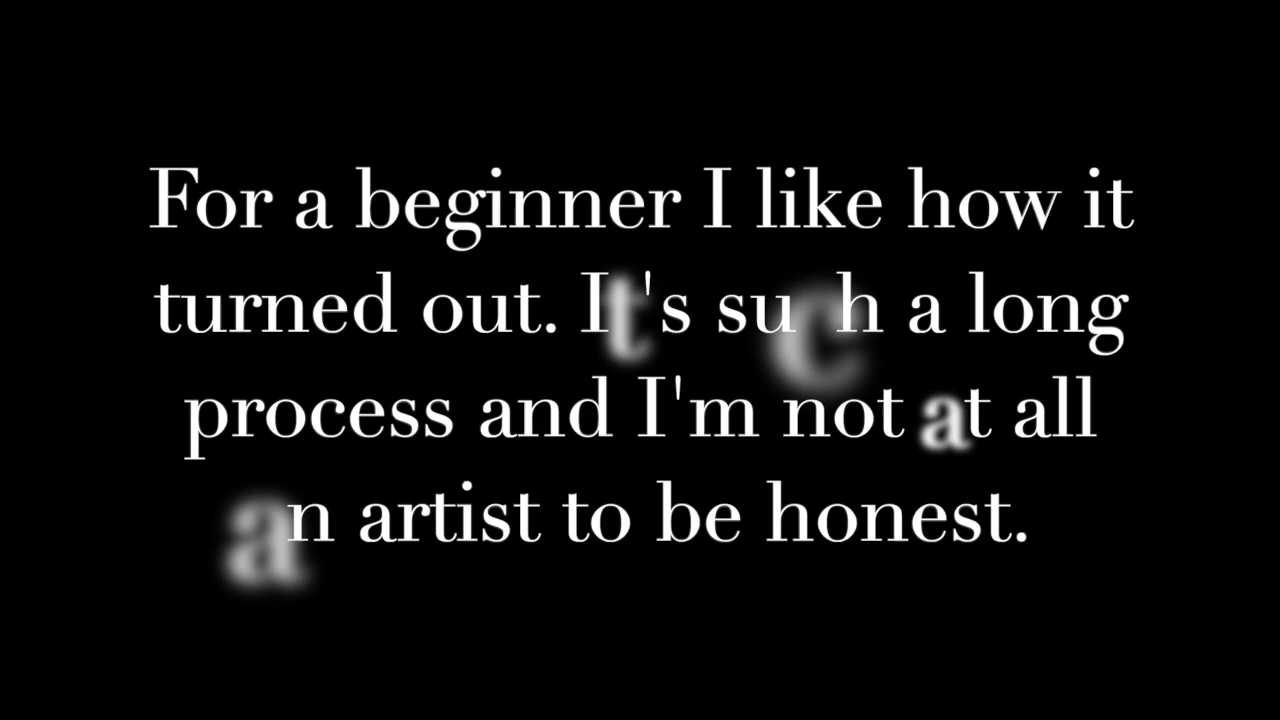 For a beginner I like how it
turned out. It's such a long
process and I'm not at all
an artist to be honest.